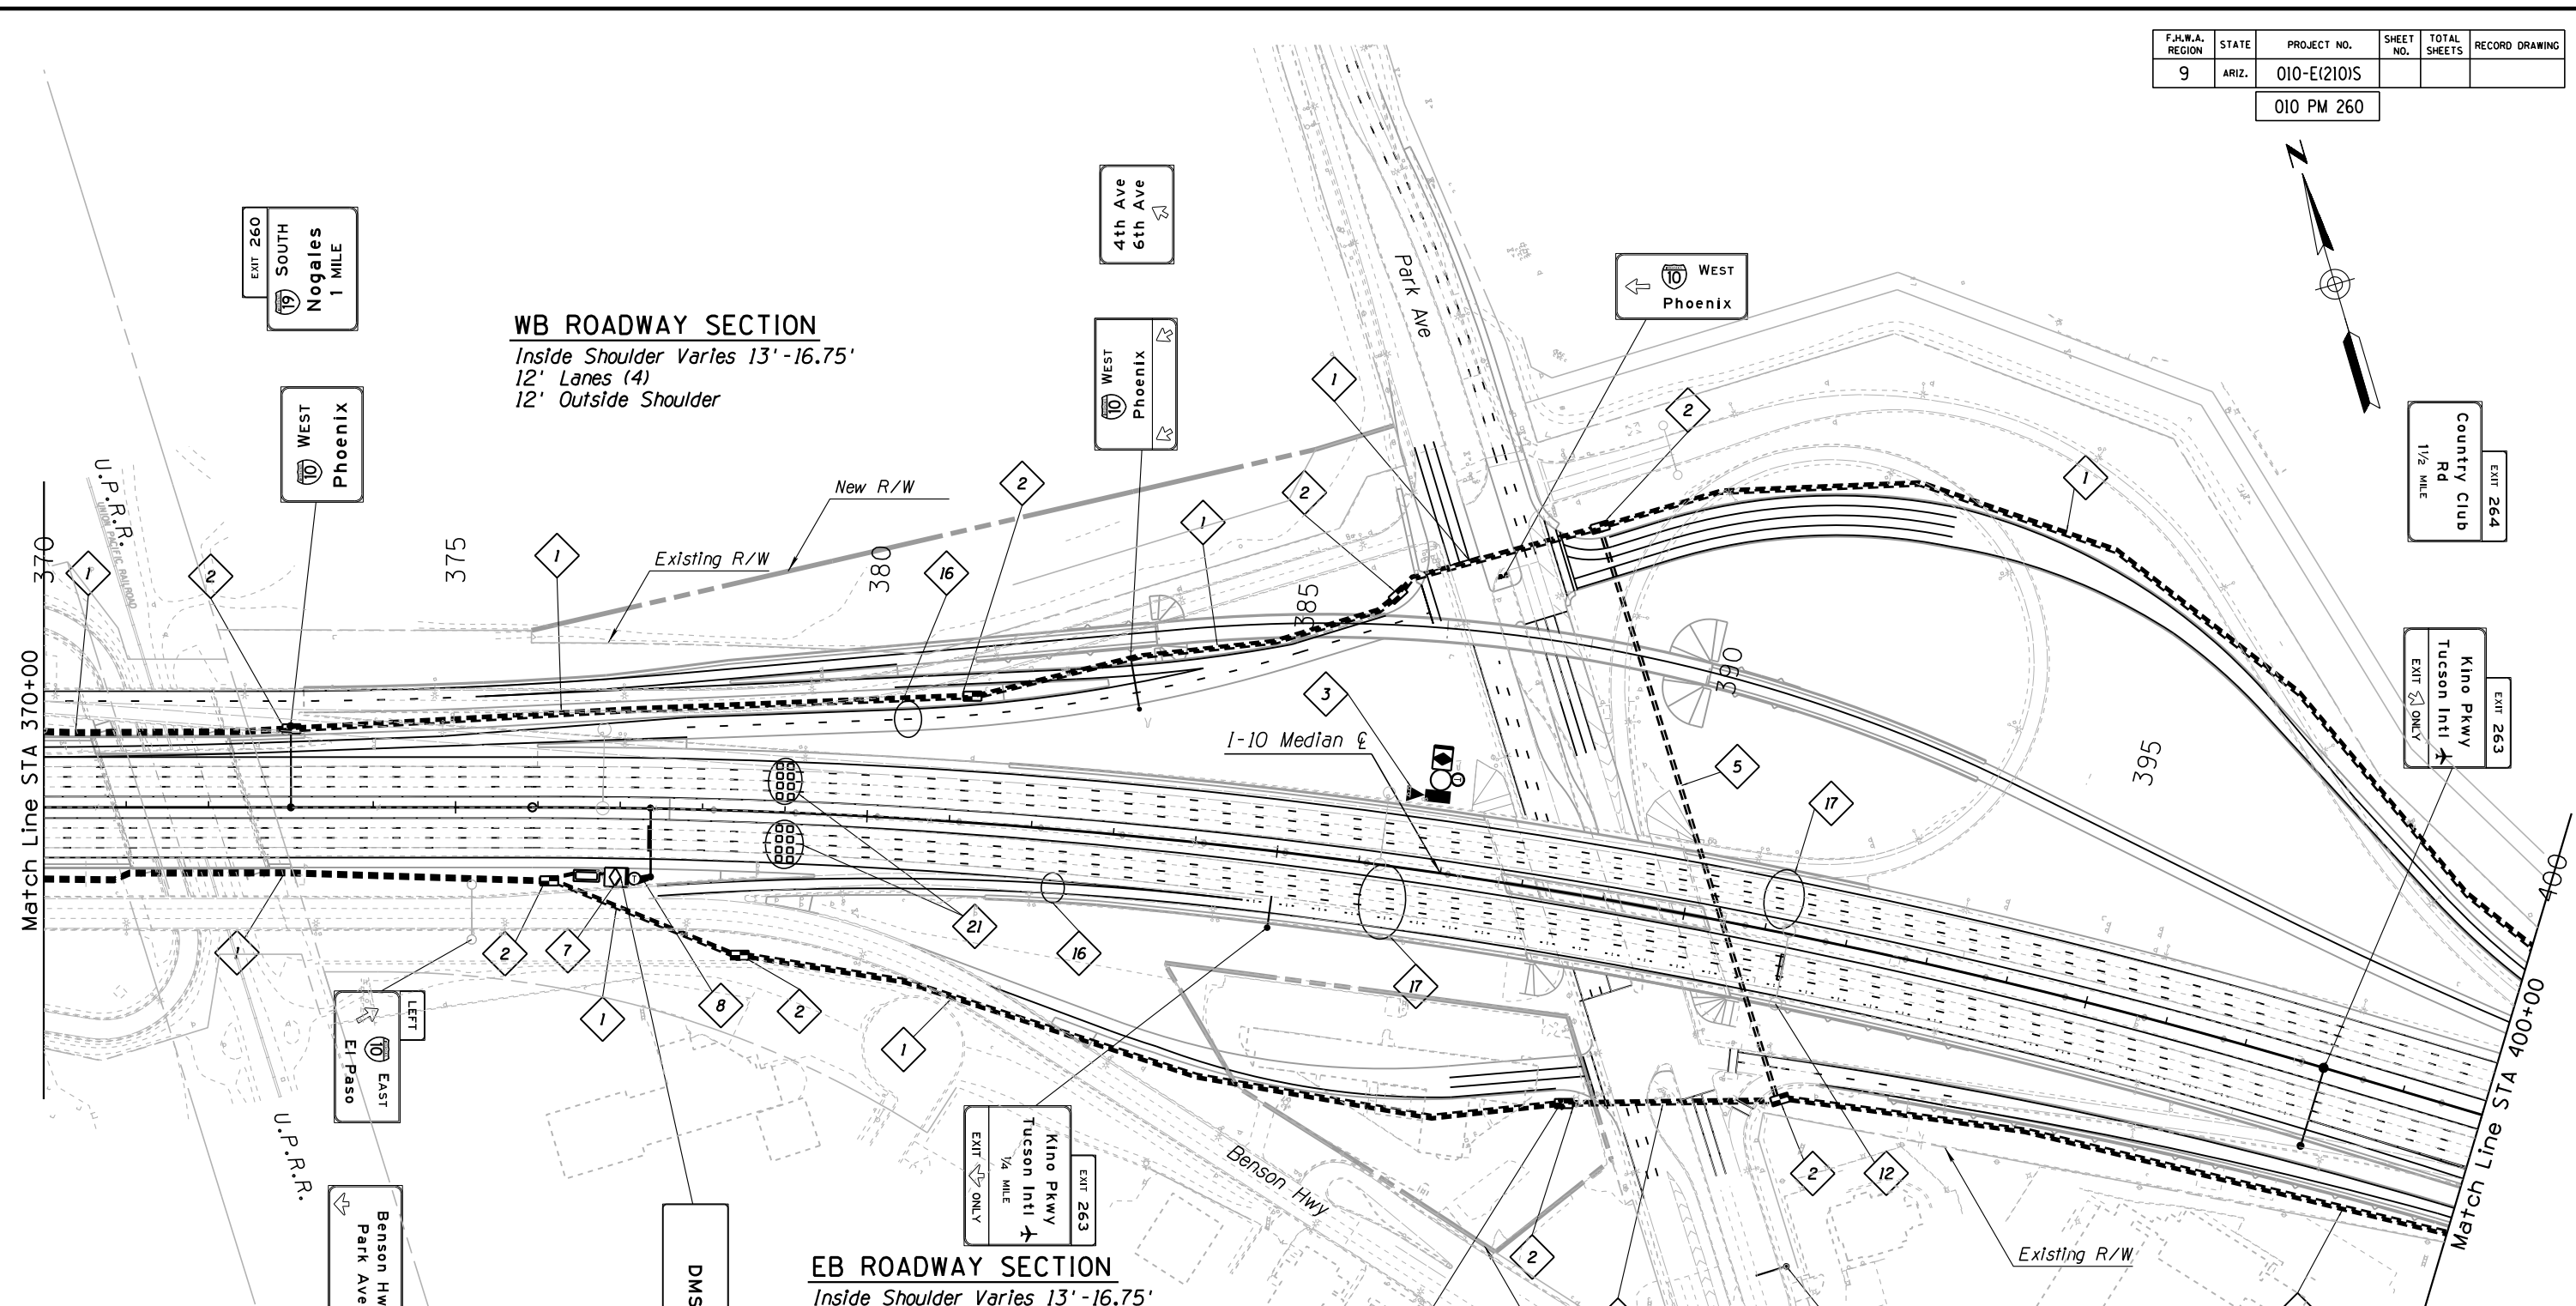 F.H.W.A. REGION
STATE
PROJECT NO.
SHEET NO.
TOTAL SHEETS
RECORD DRAWING
9
ARIZ.
010-E(210)S
010 PM 260
N
EXIT 260
19 SOUTH
Nogales
1 MILE
4th Ave
6th Ave
10 WEST
Phoenix
WB ROADWAY SECTION
Inside Shoulder Varies 13'-16.75'
12' Lanes (4)
12' Outside Shoulder
10 WEST
Phoenix
10 WEST
Phoenix
Park Ave
1
2
EXIT 264
Country Club
Rd
1½ MILE
U.P.R.R.
UNION PACIFIC RAILROAD
New R/W
Existing R/W
2
2
1
1
370
375
380
385
390
395
400
1
2
1
16
EXIT 263
Kino Pkwy
Tucson Intl
EXIT ONLY
3
I-10 Median ℄
5
17
Match Line STA 370+00
1
2
7
21
16
17
1
8
2
1
LEFT
10 EAST
El Paso
U.P.R.R.
EXIT 263
Kino Pkwy
Tucson Intl
¼ MILE
EXIT ONLY
Benson Hwy
2
2
12
Existing R/W
Match Line STA 400+00
Benson Hw
Park Ave
DMS
EB ROADWAY SECTION
Inside Shoulder Varies 13'-16.75'